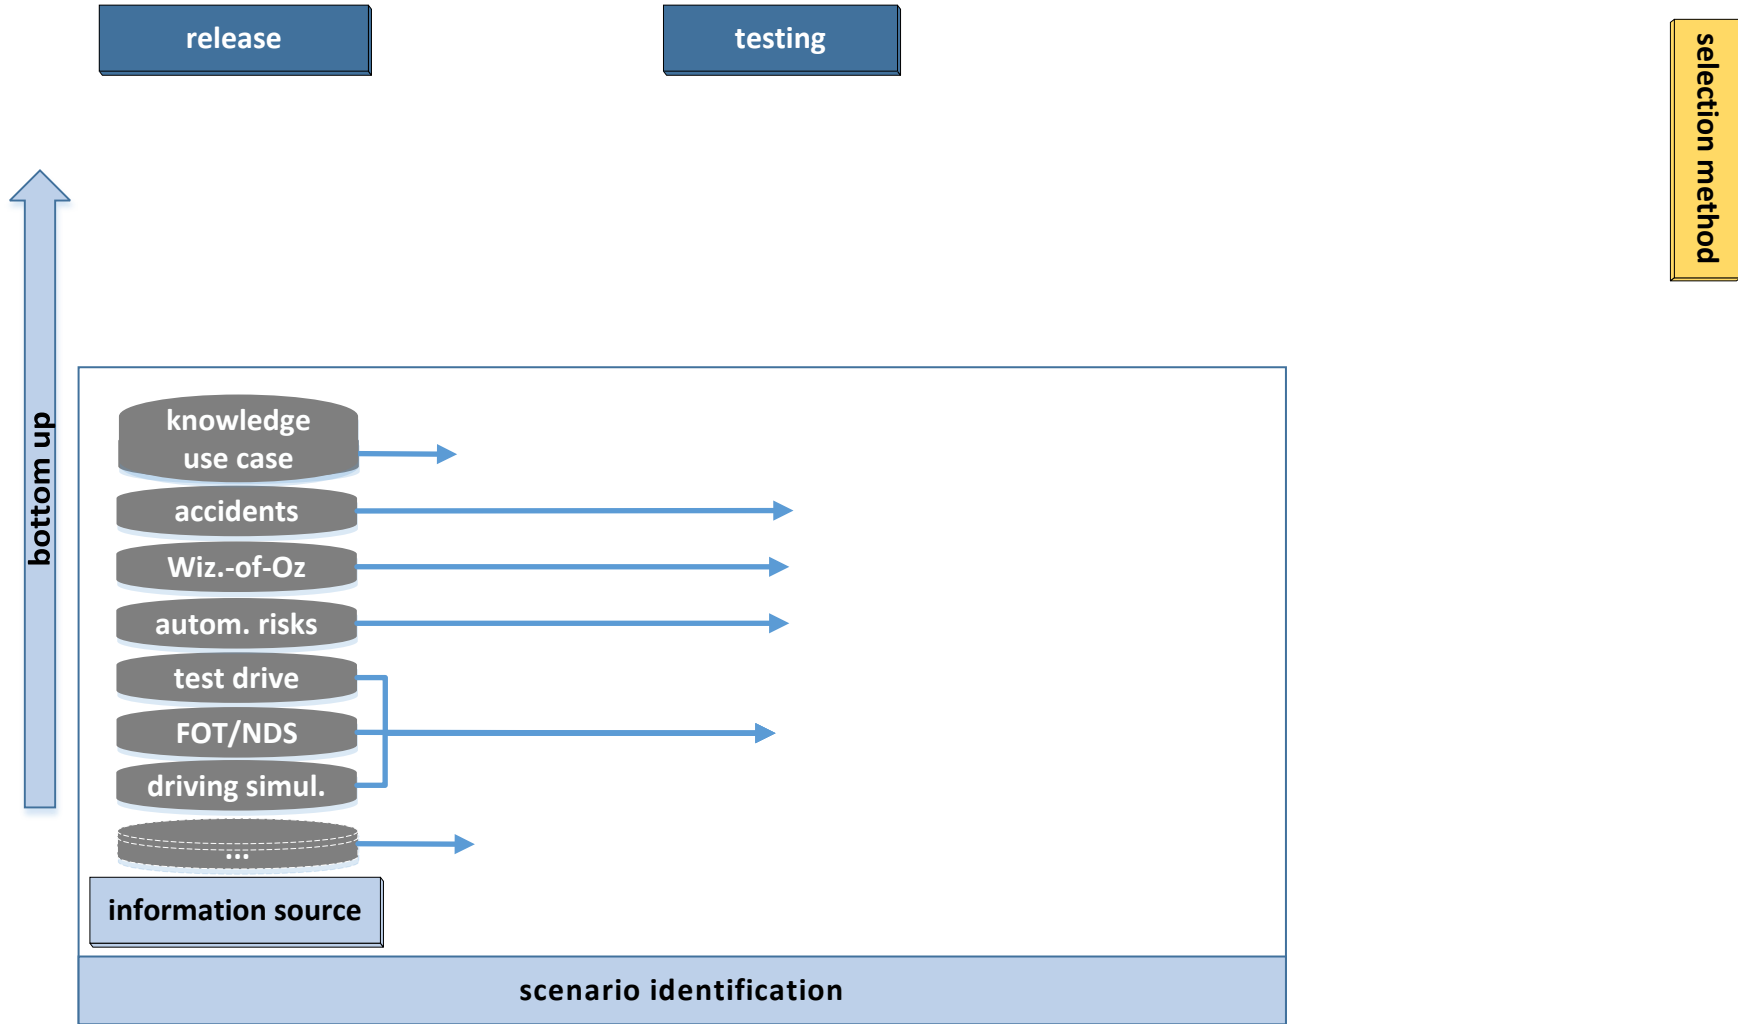 release
testing
selection method
bottom up
knowledge
use case
accidents
Wiz.-of-Oz
autom. risks
test drive
FOT/NDS
driving simul.
...
information source
scenario identification